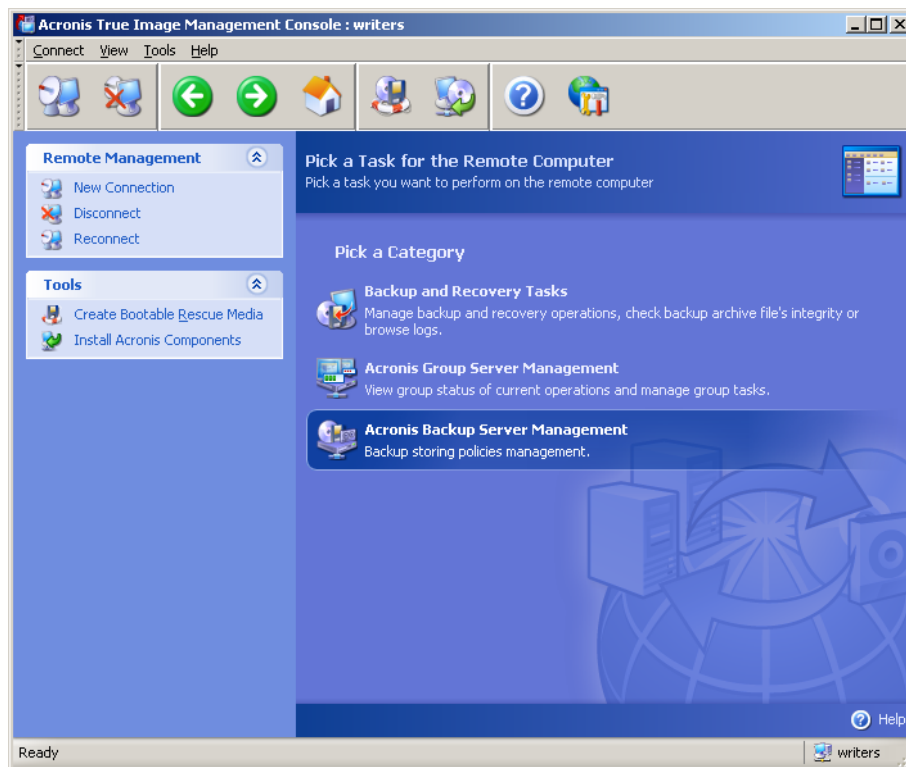 Acronis True Image Management Console : writers
Connect View Tools Help
Remote Management
New Connection
Disconnect
Reconnect
Tools
Create Bootable Rescue Media
Install Acronis Components
Pick a Task for the Remote Computer
Pick a task you want to perform on the remote computer
Pick a Category
Backup and Recovery Tasks
Manage backup and recovery operations, check backup archive file's integrity or
browse logs.
Acronis Group Server Management
View group status of current operations and manage group tasks.
Acronis Backup Server Management
Backup storing policies management.
Help
Ready
writers